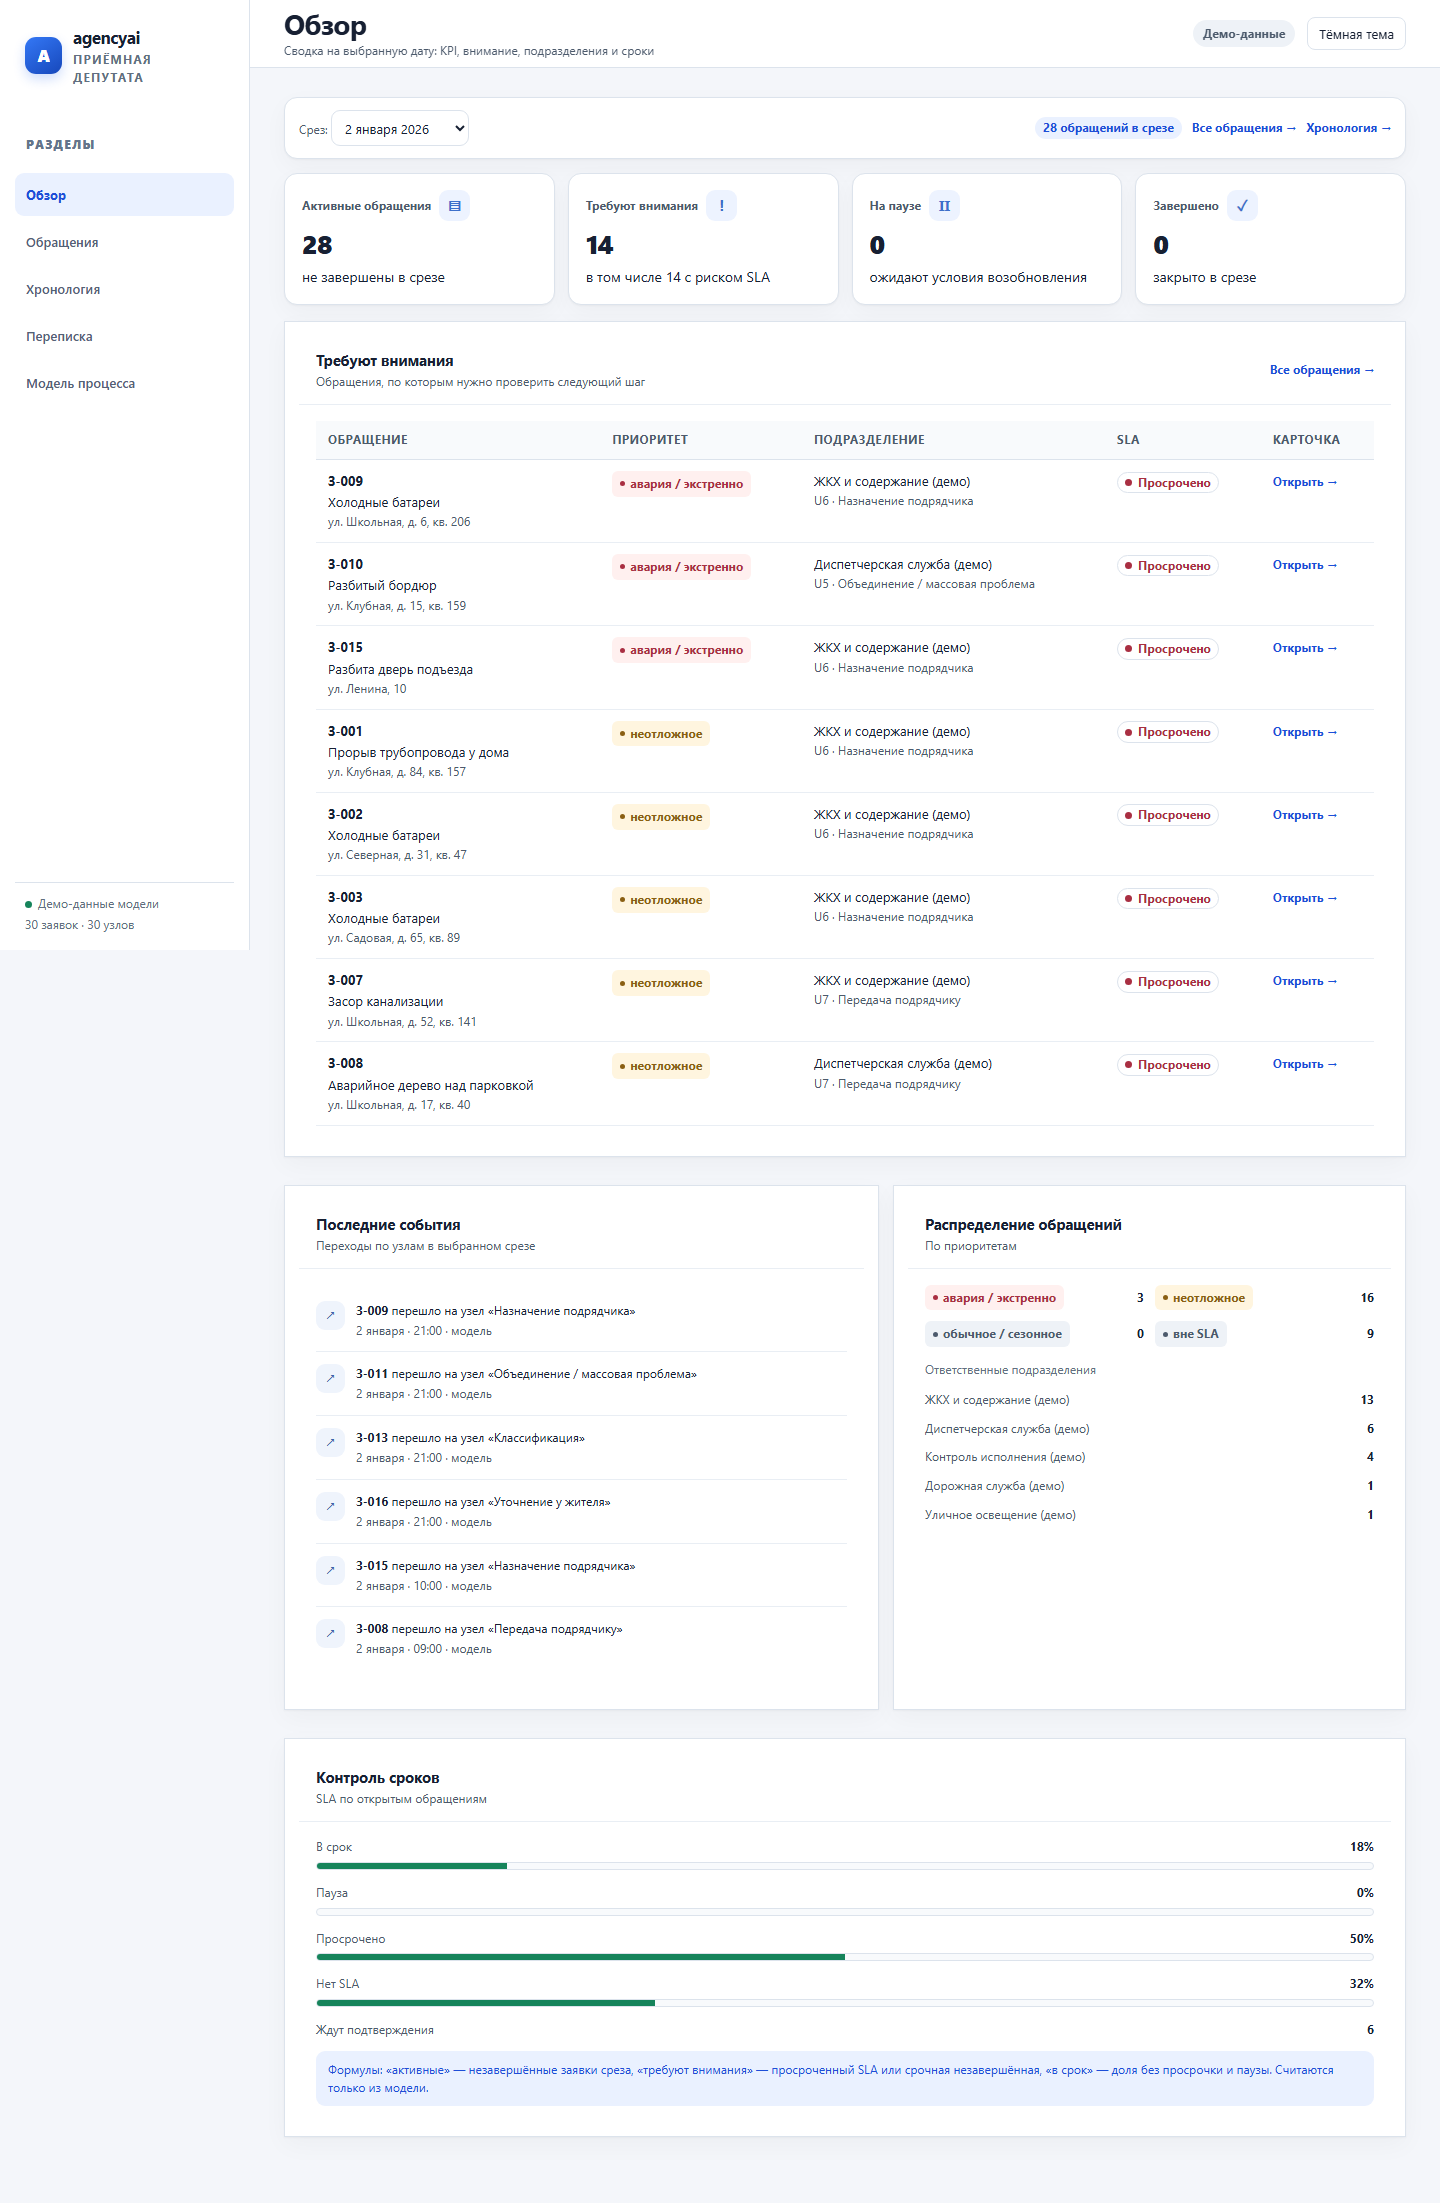 A
agencyai
ПРИЁМНАЯ
ДЕПУТАТА
РАЗДЕЛЫ
Обзор
Обращения
Хронология
Переписка
Модель процесса
Демо-данные модели
30 заявок · 30 узлов
Обзор
Сводка на выбранную дату: KPI, внимание, подразделения и сроки
Демо-данные
Тёмная тема
Срез: 2 января 2026
28 обращений в срезе Все обращения → Хронология →
Активные обращения
28
не завершены в срезе
Требуют внимания !
14
в том числе 14 с риском SLA
На паузе
0
ожидают условия возобновления
Завершено ✓
0
закрыто в срезе
Требуют внимания
Обращения, по которым нужно проверить следующий шаг
Все обращения →
ОБРАЩЕНИЕ ПРИОРИТЕТ ПОДРАЗДЕЛЕНИЕ SLA КАРТОЧКА
З-009 авария / экстренно ЖКХ и содержание (демо) Просрочено Открыть →
Холодные батареи U6 · Назначение подрядчика
ул. Школьная, д. 6, кв. 206
З-010 авария / экстренно Диспетчерская служба (демо) Просрочено Открыть →
Разбитый бордюр U5 · Объединение / массовая проблема
ул. Клубная, д. 15, кв. 159
З-015 авария / экстренно ЖКХ и содержание (демо) Просрочено Открыть →
Разбита дверь подъезда U6 · Назначение подрядчика
ул. Ленина, 10
З-001 неотложное ЖКХ и содержание (демо) Просрочено Открыть →
Прорыв трубопровода у дома U6 · Назначение подрядчика
ул. Клубная, д. 84, кв. 157
З-002 неотложное ЖКХ и содержание (демо) Просрочено Открыть →
Холодные батареи U6 · Назначение подрядчика
ул. Северная, д. 31, кв. 47
З-003 неотложное ЖКХ и содержание (демо) Просрочено Открыть →
Холодные батареи U6 · Назначение подрядчика
ул. Садовая, д. 65, кв. 89
З-007 неотложное ЖКХ и содержание (демо) Просрочено Открыть →
Засор канализации U7 · Передача подрядчику
ул. Школьная, д. 52, кв. 141
З-008 неотложное Диспетчерская служба (демо) Просрочено Открыть →
Аварийное дерево над парковкой U7 · Передача подрядчику
ул. Школьная, д. 17, кв. 40
Последние события
Переходы по узлам в выбранном срезе
З-009 перешло на узел «Назначение подрядчика»
2 января · 21:00 · модель
З-011 перешло на узел «Объединение / массовая проблема»
2 января · 21:00 · модель
З-013 перешло на узел «Классификация»
2 января · 21:00 · модель
З-016 перешло на узел «Уточнение у жителя»
2 января · 21:00 · модель
З-015 перешло на узел «Назначение подрядчика»
2 января · 10:00 · модель
З-008 перешло на узел «Передача подрядчику»
2 января · 09:00 · модель
Распределение обращений
По приоритетам
авария / экстренно 3 неотложное 16
обычное / сезонное 0 вне SLA 9
Ответственные подразделения
ЖКХ и содержание (демо) 13
Диспетчерская служба (демо) 6
Контроль исполнения (демо) 4
Дорожная служба (демо) 1
Уличное освещение (демо) 1
Контроль сроков
SLA по открытым обращениям
В срок 18%
Пауза 0%
Просрочено 50%
Нет SLA 32%
Ждут подтверждения 6
Формулы: «активные» — незавершённые заявки среза, «требуют внимания» — просроченный SLA или срочная незавершённая, «в срок» — доля без просрочки и паузы. Считаются
только из модели.